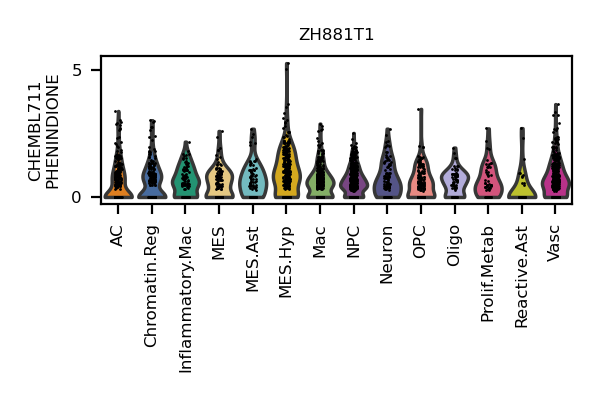 ZH881T1
CHEMBL711
PHENINDIONE
5
0
AC
Chromatin.Reg
Inflammatory.Mac
MES
MES.Ast
MES.Hyp
Mac
NPC
Neuron
OPC
Oligo
Prolif.Metab
Reactive.Ast
Vasc